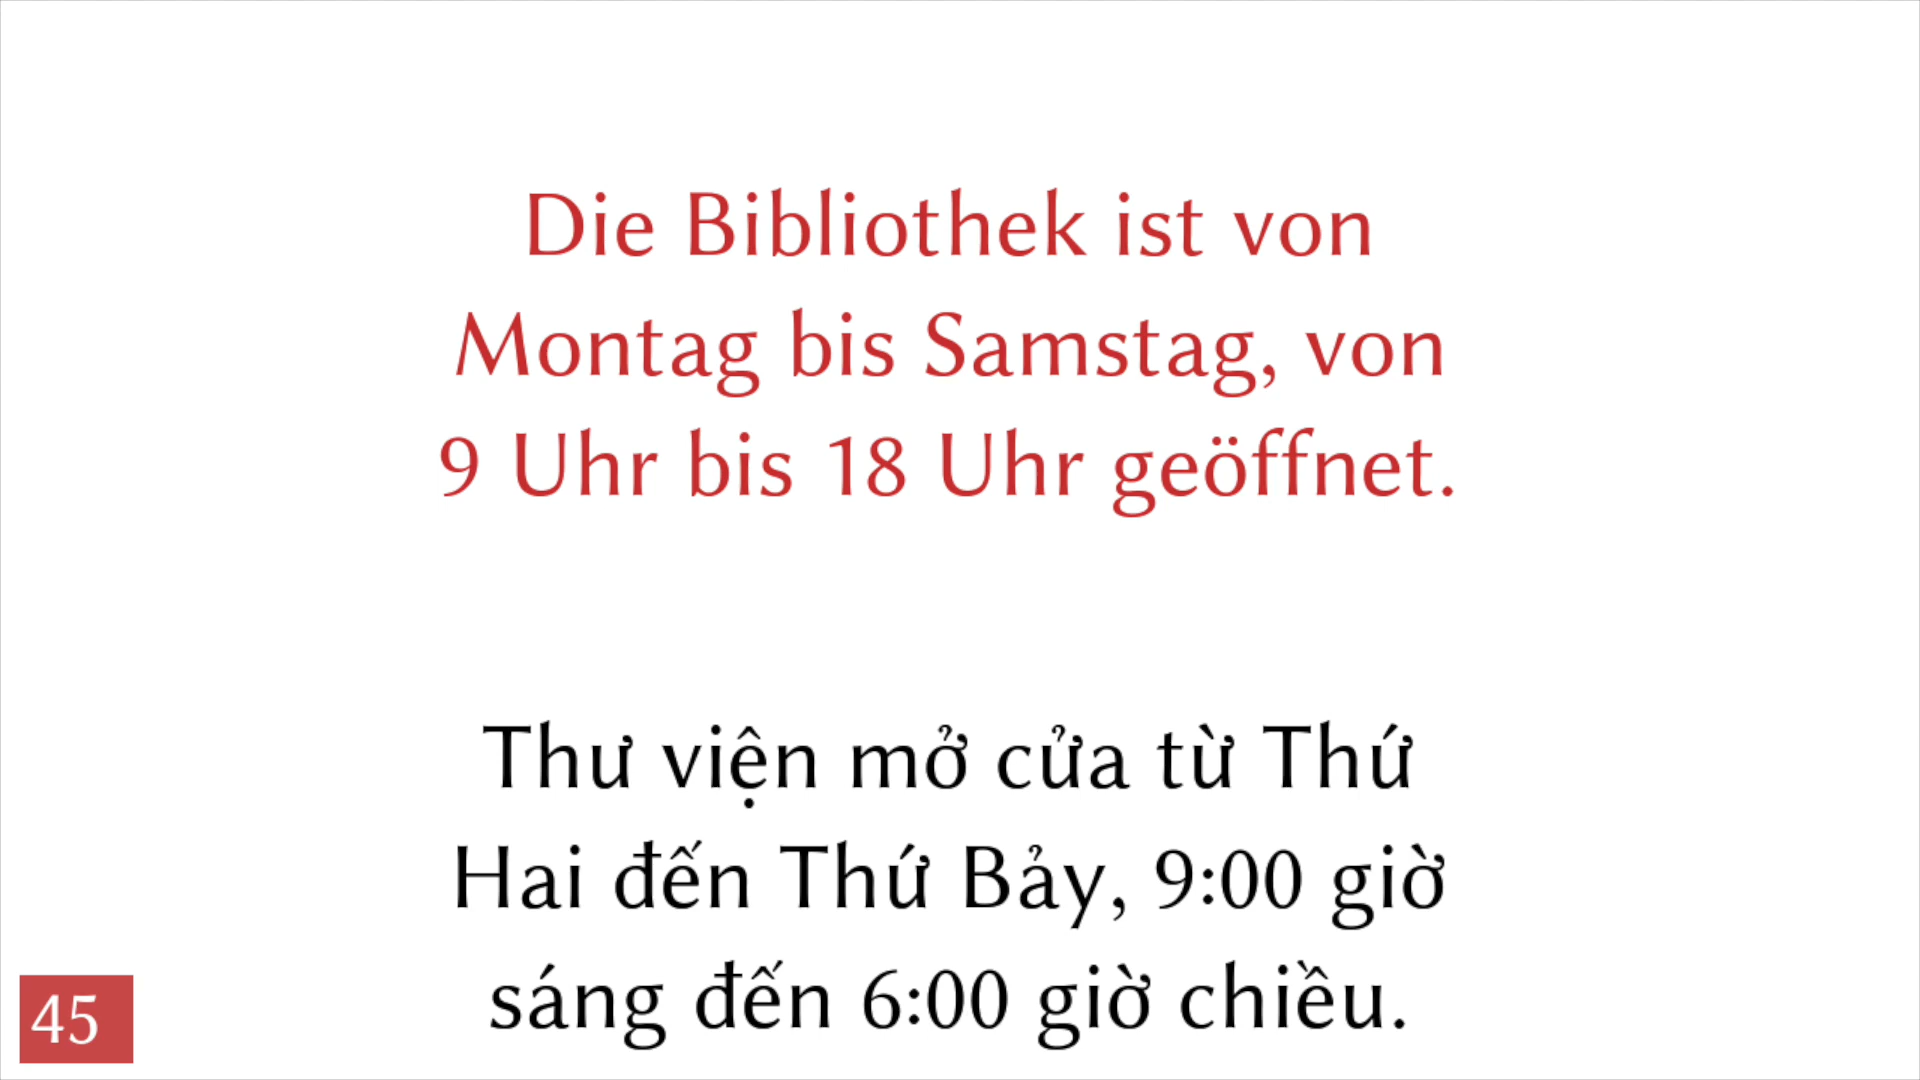 Die Bibliothek ist von
Montag bis Samstag, von
9 Uhr bis 18 Uhr geöffnet.
Thư viện mở cửa từ Thứ
Hai đến Thứ Bảy, 9:00 giờ
sáng đến 6:00 giờ chiều.
45